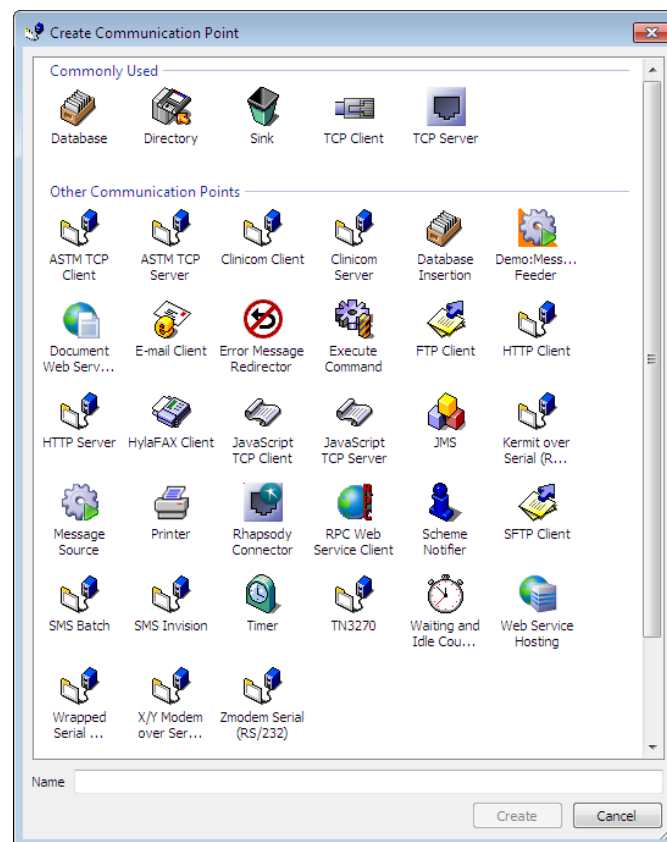 Create Communication Point
Commonly Used
Database Directory Sink TCP Client TCP Server
Other Communication Points
ASTM TCP Client
ASTM TCP Server
Clinicom Client
Clinicom Server
Database Insertion
Demo:Mess... Feeder
Document Web Serv...
E-mail Client
Error Message Redirector
Execute Command
FTP Client
HTTP Client
HTTP Server
HylaFAX Client
JavaScript TCP Client
JavaScript TCP Server
JMS
Kermit over Serial (R...
Message Source
Printer
Rhapsody Connector
RPC Web Service Client
Scheme Notifier
SFTP Client
SMS Batch
SMS Invision
Timer
TN3270
Waiting and Idle Cou...
Web Service Hosting
Wrapped Serial ...
X/Y Modem over Ser...
Zmodem Serial (RS/232)
Name
Create Cancel